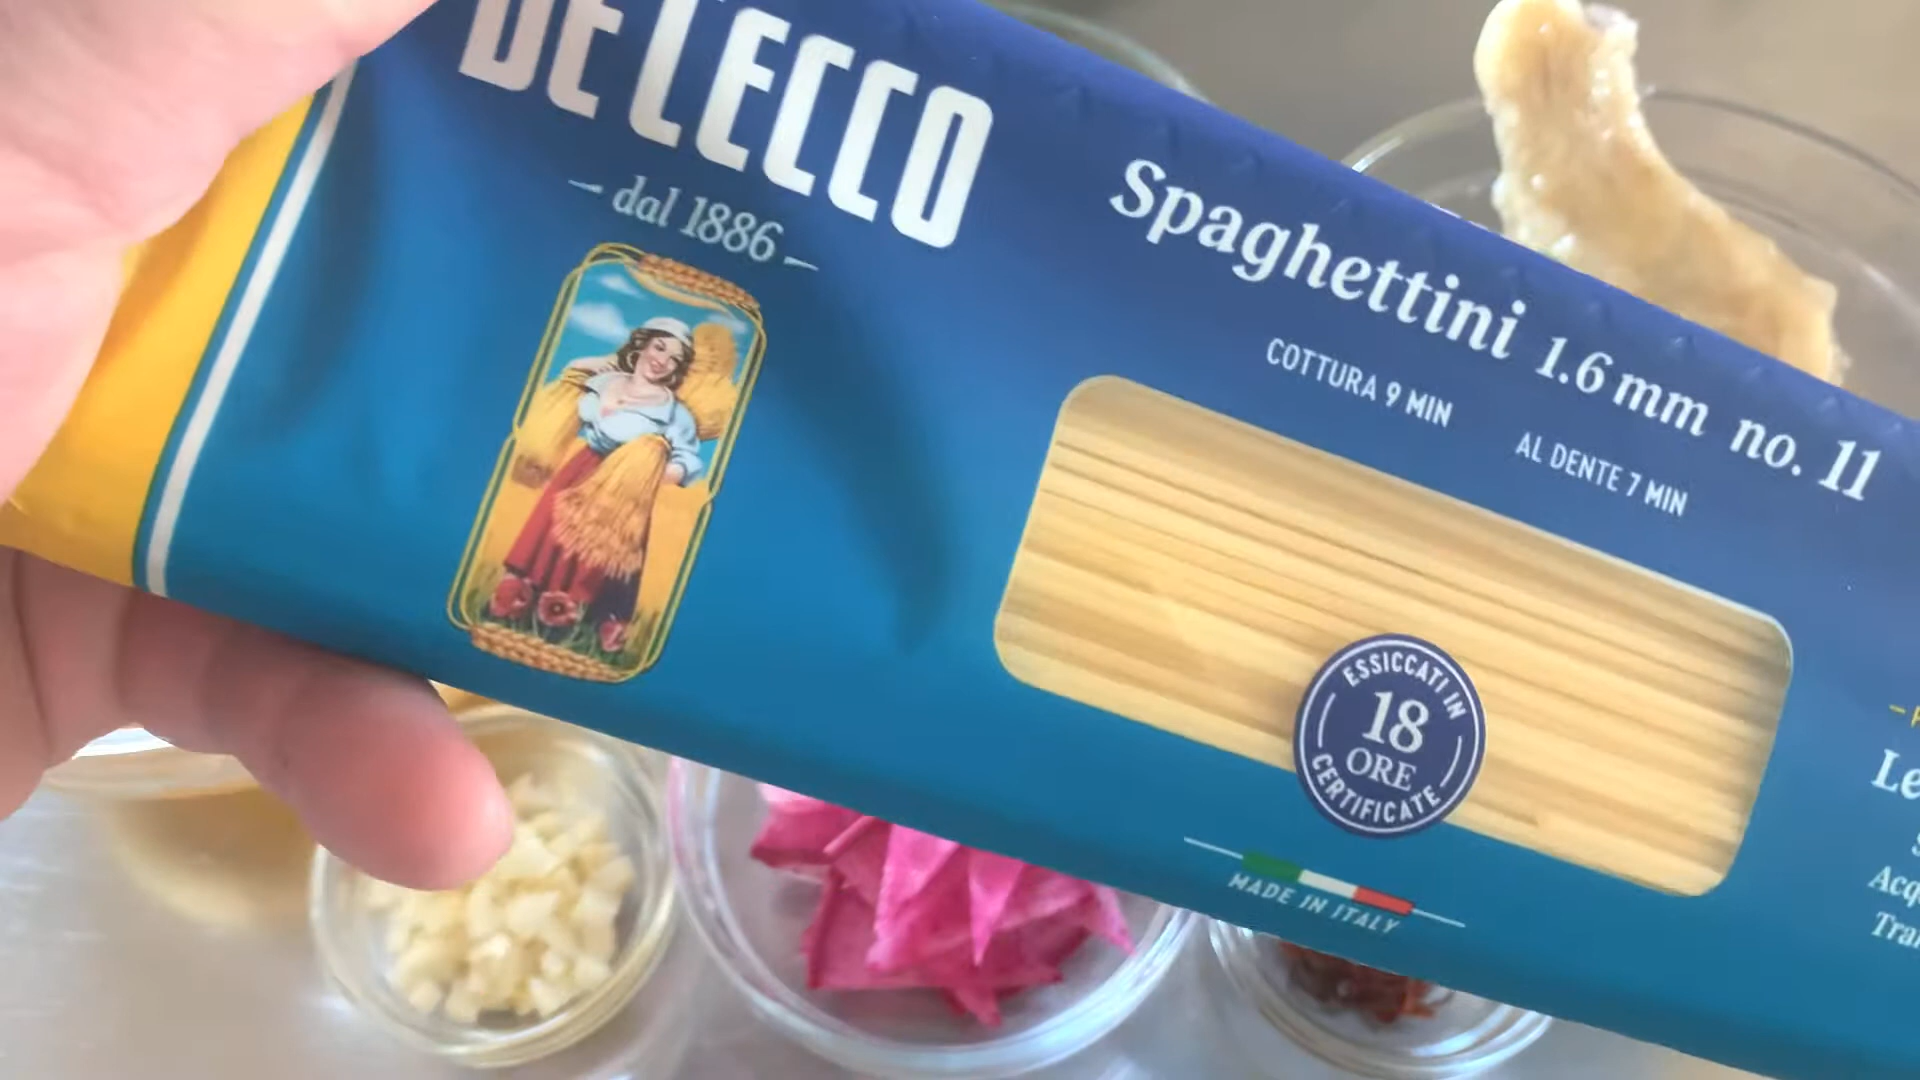 DE CECCO
dal 1886
Spaghettini 1.6 mm no. 11
COTTURA 9 MIN
AL DENTE 7 MIN
ESSICCATI IN
18
ORE
CERTIFICATE
MADE IN ITALY